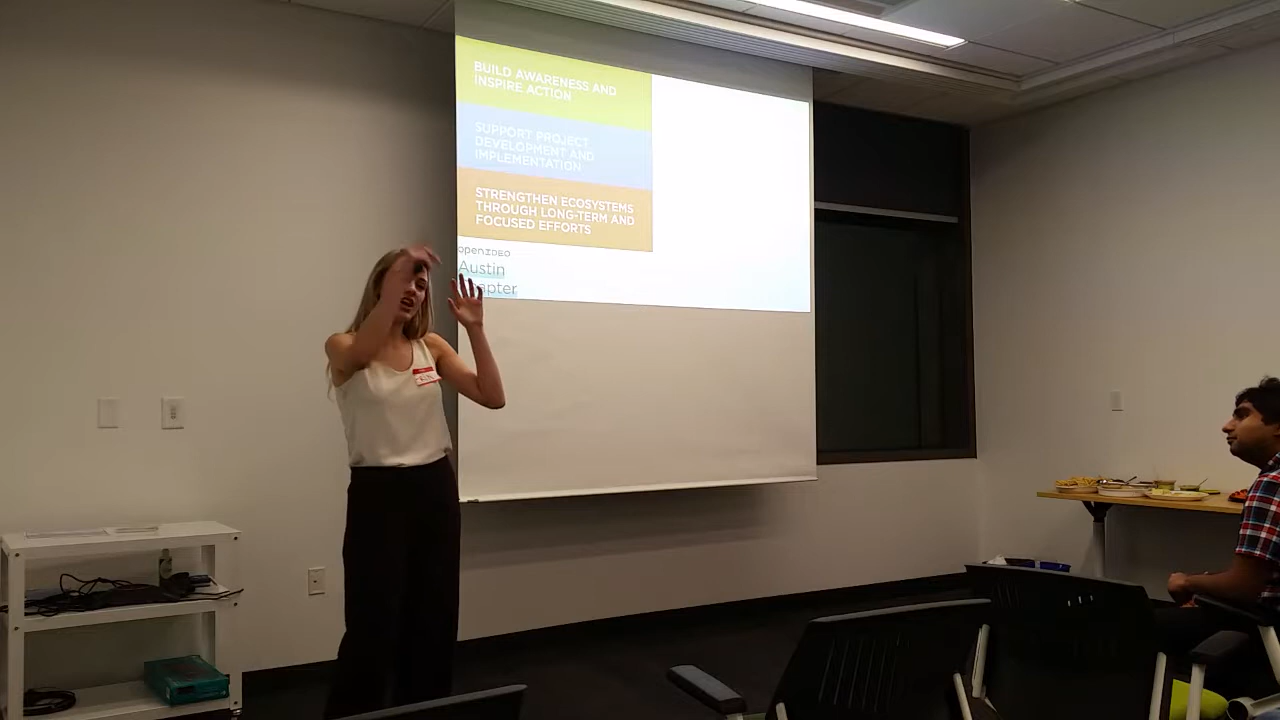 BUILD AWARENESS AND
INSPIRE ACTION
SUPPORT PROJECT
DEVELOPMENT AND
IMPLEMENTATION
STRENGTHEN ECOSYSTEMS
THROUGH LONG-TERM AND
FOCUSED EFFORTS
OPENIDEO
Austin
apter